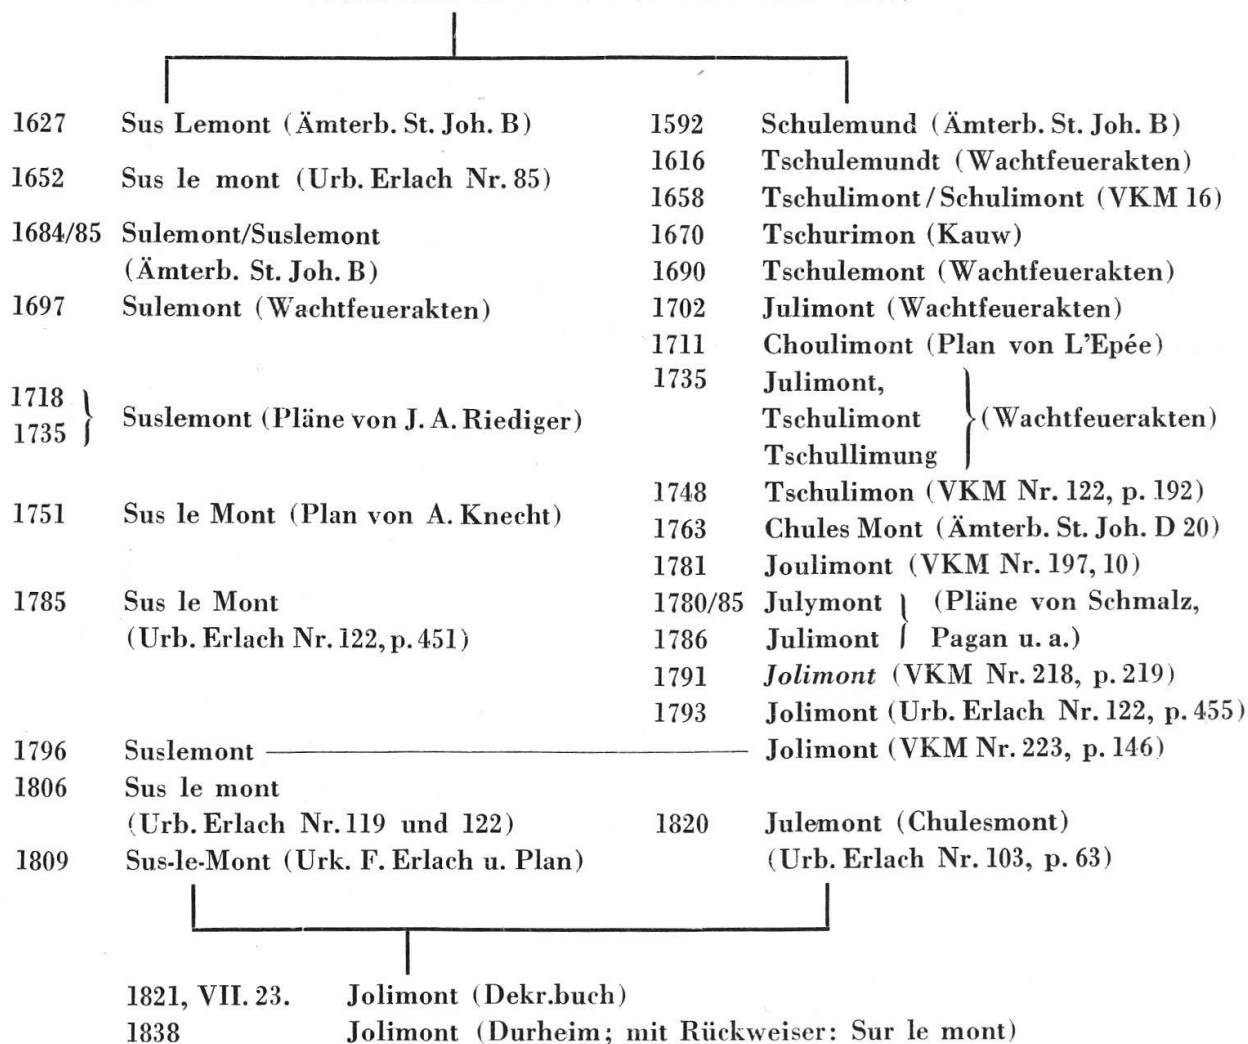 1627 Sus Lemont (Ämterb. St. Joh. B)
1652 Sus le mont (Urb. Erlach Nr. 85)
1684/85 Sulemont/Suslemont
(Ämterb. St. Joh. B)
1697 Sulemont (Wachtfeuerakten)
1718
1735
Suslemont (Pläne von J. A. Riediger)
1751 Sus le Mont (Plan von A. Knecht)
1785 Sus le Mont
(Urb. Erlach Nr. 122, p. 451)
1796 Suslemont
1806 Sus le mont
(Urb. Erlach Nr. 119 und 122)
1809 Sus-le-Mont (Urk. F. Erlach u. Plan)
1592 Schulemund (Ämterb. St. Joh. B)
1616 Tschulemundt (Wachtfeuerakten)
1658 Tschulimont/Schulimont (VKM 16)
1670 Tschurimon (Kauw)
1690 Tschulemont (Wachtfeuerakten)
1702 Julimont (Wachtfeuerakten)
1711 Choulimont (Plan von L'Epée)
1735 Julimont,
Tschulimont (Wachtfeuerakten)
Tschullimung
1748 Tschulimon (VKM Nr. 122, p. 192)
1763 Chules Mont (Ämterb. St. Joh. D 20)
1781 Joulimont (VKM Nr. 197, 10)
1780/85 Julymont (Pläne von Schmalz,
1786 Julimont Pagan u. a.)
1791 Jolimont (VKM Nr. 218, p. 219)
1793 Jolimont (Urb. Erlach Nr. 122, p. 455)
Jolimont (VKM Nr. 223, p. 146)
1820 Julemont (Chulesmont)
(Urb. Erlach Nr. 103, p. 63)
1821, VII. 23. Jolimont (Dekr.buch)
1838 Jolimont (Durheim; mit Rückweiser: Sur le mont)